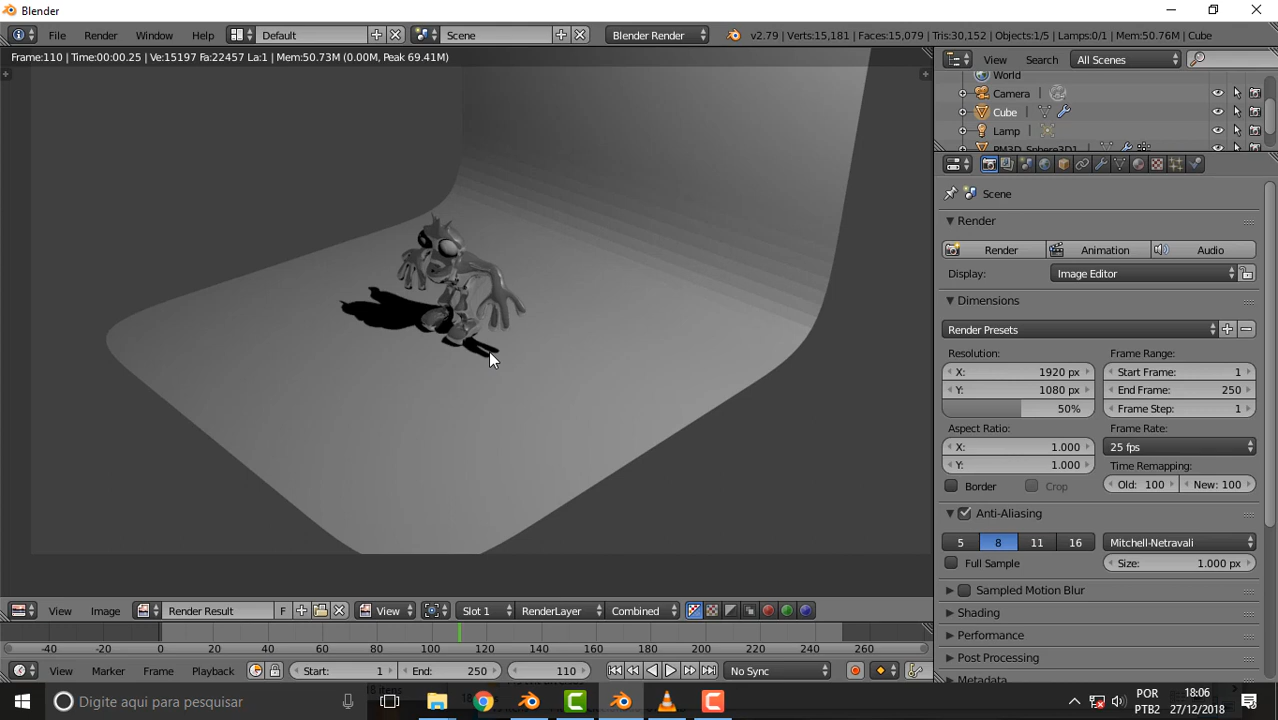 Blender
File Render Window Help Default Scene Blender Render v2.79 | Verts:15,181 | Faces:15,079 | Tris:30,152 | Objects:1/5 | Lamps:0/1 | Mem:50.76M | Cube
Frame:110 | Time:00:00.25 | Ve:15197 Fa:22457 La:1 | Mem:50.73M (0.00M, Peak 69.41M)
View Search All Scenes
World
Camera
Cube
Lamp
PM3D_Sphere3D1
Scene
Render
Render Animation Audio
Display: Image Editor
Dimensions
Render Presets
Resolution: Frame Range:
X: 1920 px Start Frame: 1
Y: 1080 px End Frame: 250
50% Frame Step: 1
Aspect Ratio: Frame Rate:
X: 1.000 25 fps
Y: 1.000 Time Remapping:
Border Crop Old: 100 New: 100
Anti-Aliasing
5 8 11 16 Mitchell-Netravali
Full Sample Size: 1.000 px
Sampled Motion Blur
Shading
Performance
Post Processing
Metadata
View Image Render Result F View Slot 1 RenderLayer Combined
-40 -20 0 20 40 60 80 100 120 140 160 180 200 220 240 260
View Marker Frame Playback Start: 1 End: 250 110 No Sync
Digite aqui para pesquisar
POR 18:06
PTB2 27/12/2018